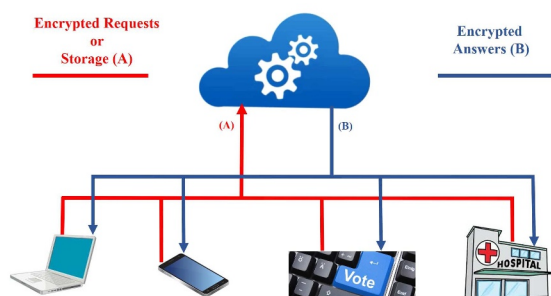 Encrypted Requests
or
Storage (A)
Encrypted
Answers (B)
(A)
(B)
Vote
HOSPITAL